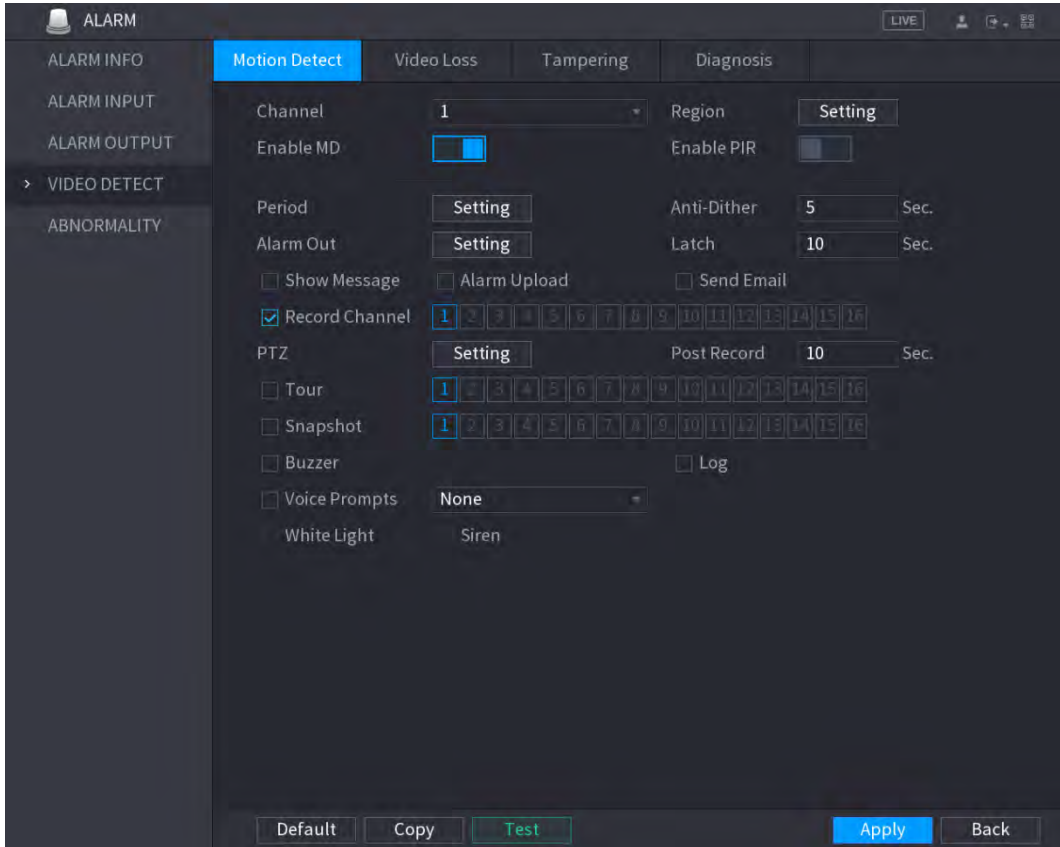 ALARM LIVE
ALARM INFO
ALARM INPUT
ALARM OUTPUT
> VIDEO DETECT
ABNORMALITY
Motion Detect Video Loss Tampering Diagnosis
Channel 1 Region Setting
Enable MD Enable PIR
Period Setting Anti-Dither 5 Sec.
Alarm Out Setting Latch 10 Sec.
Show Message Alarm Upload Send Email
Record Channel 1 2 3 4 5 6 7 8 9 10 11 12 13 14 15 16
PTZ Setting Post Record 10 Sec.
Tour 1 2 3 4 5 6 7 8 9 10 11 12 13 14 15 16
Snapshot 1 2 3 4 5 6 7 8 9 10 11 12 13 14 15 16
Buzzer Log
Voice Prompts None
White Light Siren
Default Copy Test Apply Back